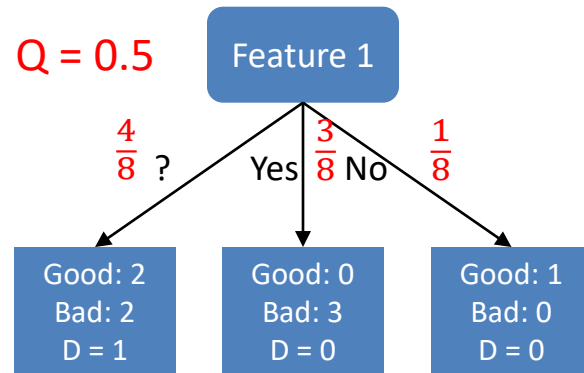 Q = 0.5
Feature 1
4/8 ? Yes 3/8 No 1/8
Good: 2
Bad: 2
D = 1
Good: 0
Bad: 3
D = 0
Good: 1
Bad: 0
D = 0